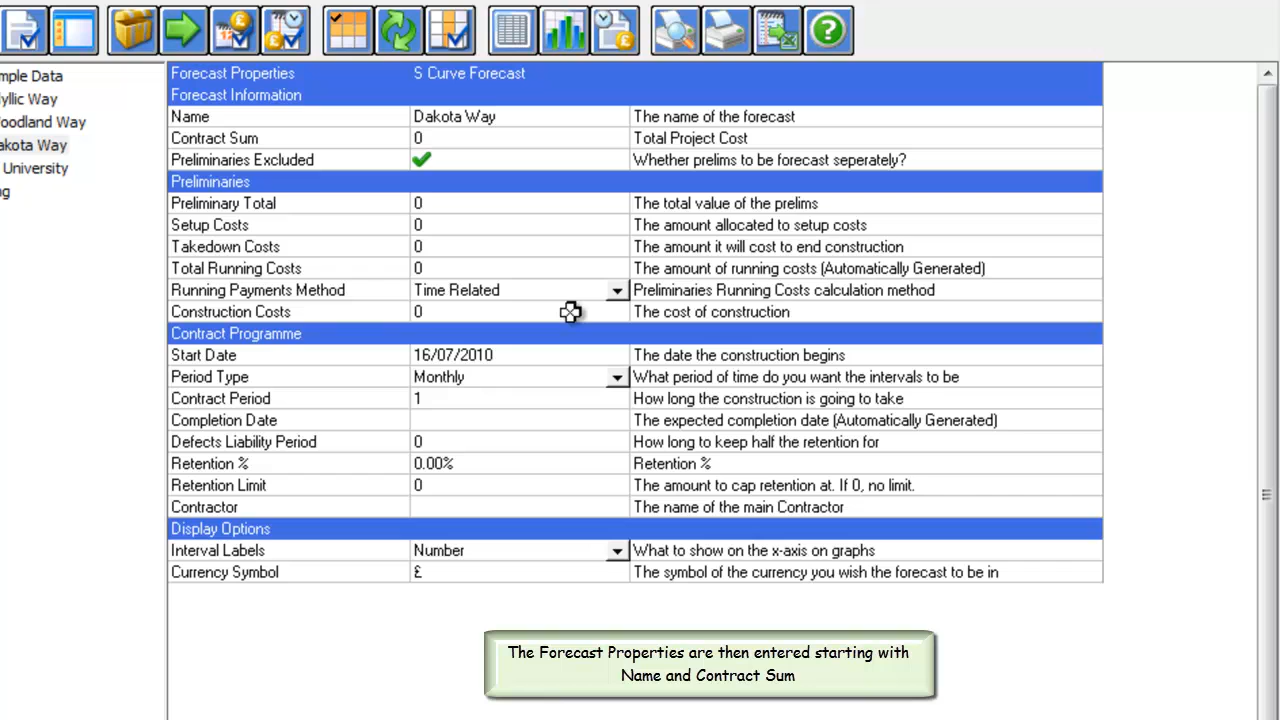 mple Data
yllic Way
oodland Way
akota Way
University
g
Forecast Properties S Curve Forecast
Forecast Information
Name Dakota Way The name of the forecast
Contract Sum 0 Total Project Cost
Preliminaries Excluded Whether prelims to be forecast seperately?
Preliminaries
Preliminary Total 0 The total value of the prelims
Setup Costs 0 The amount allocated to setup costs
Takedown Costs 0 The amount it will cost to end construction
Total Running Costs 0 The amount of running costs (Automatically Generated)
Running Payments Method Time Related Preliminaries Running Costs calculation method
Construction Costs 0 The cost of construction
Contract Programme
Start Date 16/07/2010 The date the construction begins
Period Type Monthly What period of time do you want the intervals to be
Contract Period 1 How long the construction is going to take
Completion Date The expected completion date (Automatically Generated)
Defects Liability Period 0 How long to keep half the retention for
Retention % 0.00% Retention %
Retention Limit 0 The amount to cap retention at. If 0, no limit.
Contractor The name of the main Contractor
Display Options
Interval Labels Number What to show on the x-axis on graphs
Currency Symbol £ The symbol of the currency you wish the forecast to be in
The Forecast Properties are then entered starting with
Name and Contract Sum